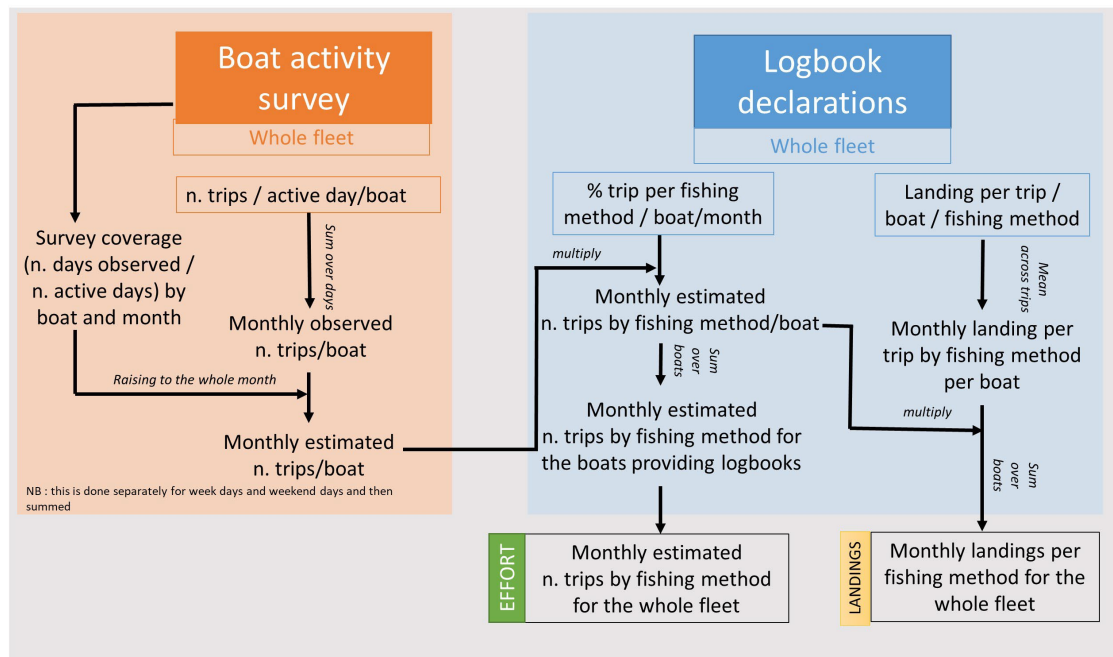 Boat activity
survey
Whole fleet
n. trips / active day/boat
Sum over days
Survey coverage
(n. days observed /
n. active days) by
boat and month
Monthly observed
n. trips/boat
Raising to the whole month
Monthly estimated
n. trips/boat
NB : this is done separately for week days and weekend days and then
summed
Logbook
declarations
Whole fleet
% trip per fishing
method / boat/month
multiply
Monthly estimated
n. trips by fishing method/boat
Sum
over
boats
Monthly estimated
n. trips by fishing method for
the boats providing logbooks
EFFORT
Monthly estimated
n. trips by fishing method
for the whole fleet
Landing per trip /
boat / fishing method
Mean
across trips
Monthly landing per
trip by fishing method
per boat
multiply
Sum
over
boats
LANDINGS
Monthly landings per
fishing method for the
whole fleet